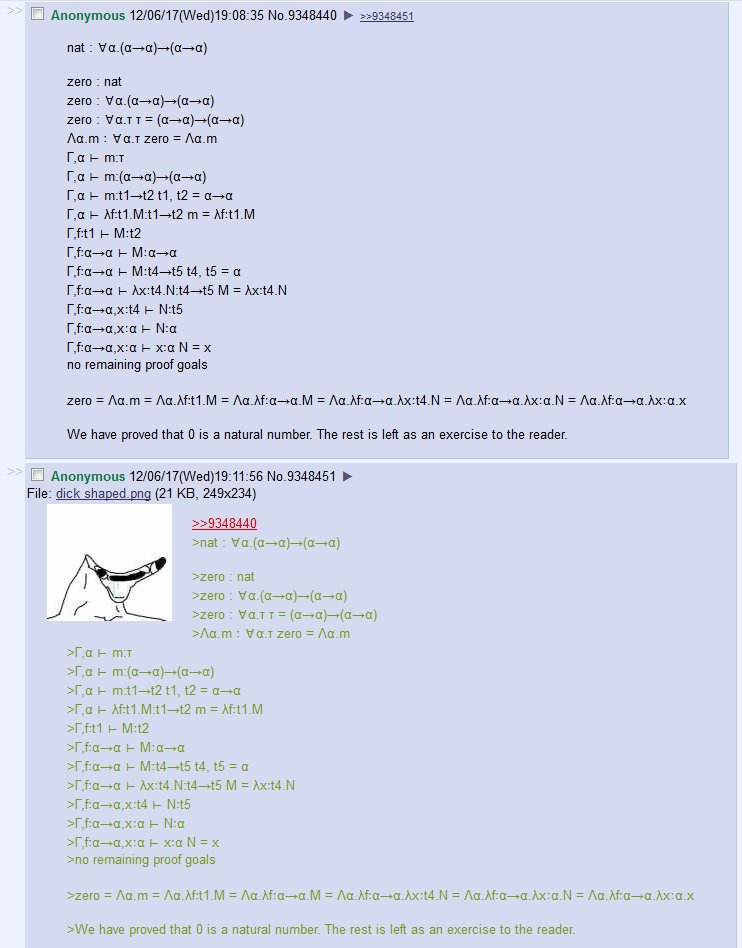 >> Anonymous 12/06/17(Wed)19:08:35 No.9348440 ▶ >>9348451
nat : ∀α.(α→α)→(α→α)
zero : nat
zero : ∀α.(α→α)→(α→α)
zero : ∀α.τ τ = (α→α)→(α→α)
Λα.m : ∀α.τ zero = Λα.m
Γ,α ⊢ m:τ
Γ,α ⊢ m:(α→α)→(α→α)
Γ,α ⊢ m:t1→t2 t1, t2 = α→α
Γ,α ⊢ λf:t1.M:t1→t2 m = λf:t1.M
Γ,f:t1 ⊢ M:t2
Γ,f:α→α ⊢ M:α→α
Γ,f:α→α ⊢ M:t4→t5 t4, t5 = α
Γ,f:α→α ⊢ λx:t4.N:t4→t5 M = λx:t4.N
Γ,f:α→α,x:t4 ⊢ N:t5
Γ,f:α→α,x:α ⊢ N:α
Γ,f:α→α,x:α ⊢ x:α N = x
no remaining proof goals
zero = Λα.m = Λα.λf:t1.M = Λα.λf:α→α.M = Λα.λf:α→α.λx:t4.N = Λα.λf:α→α.λx:α.N = Λα.λf:α→α.λx:α.x
We have proved that 0 is a natural number. The rest is left as an exercise to the reader.
>> Anonymous 12/06/17(Wed)19:11:56 No.9348451 ▶
File: dick shaped.png (21 KB, 249x234)
>>9348440
>nat : ∀α.(α→α)→(α→α)
>zero : nat
>zero : ∀α.(α→α)→(α→α)
>zero : ∀α.τ τ = (α→α)→(α→α)
>Λα.m : ∀α.τ zero = Λα.m
>Γ,α ⊢ m:τ
>Γ,α ⊢ m:(α→α)→(α→α)
>Γ,α ⊢ m:t1→t2 t1, t2 = α→α
>Γ,α ⊢ λf:t1.M:t1→t2 m = λf:t1.M
>Γ,f:t1 ⊢ M:t2
>Γ,f:α→α ⊢ M:α→α
>Γ,f:α→α ⊢ M:t4→t5 t4, t5 = α
>Γ,f:α→α ⊢ λx:t4.N:t4→t5 M = λx:t4.N
>Γ,f:α→α,x:t4 ⊢ N:t5
>Γ,f:α→α,x:α ⊢ N:α
>Γ,f:α→α,x:α ⊢ x:α N = x
>no remaining proof goals
>zero = Λα.m = Λα.λf:t1.M = Λα.λf:α→α.M = Λα.λf:α→α.λx:t4.N = Λα.λf:α→α.λx:α.N = Λα.λf:α→α.λx:α.x
>We have proved that 0 is a natural number. The rest is left as an exercise to the reader.